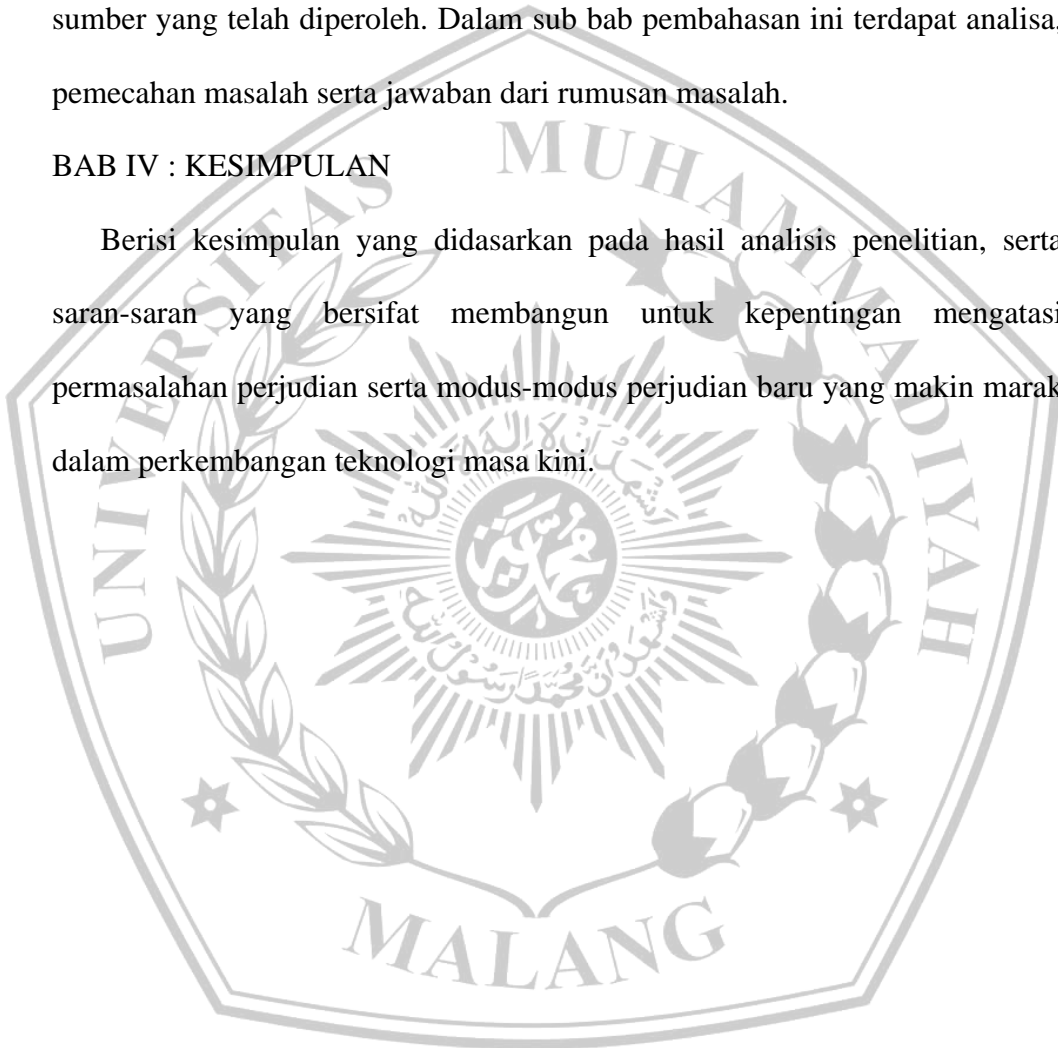 sumber yang telah diperoleh. Dalam sub bab pembahasan ini terdapat analisa,
pemecahan masalah serta jawaban dari rumusan masalah.
BAB IV : KESIMPULAN
Berisi kesimpulan yang didasarkan pada hasil analisis penelitian, serta
saran-saran yang bersifat membangun untuk kepentingan mengatasi
permasalahan perjudian serta modus-modus perjudian baru yang makin marak
dalam perkembangan teknologi masa kini.
UNIVERSITAS MUHAMMADIYAH
MALANG